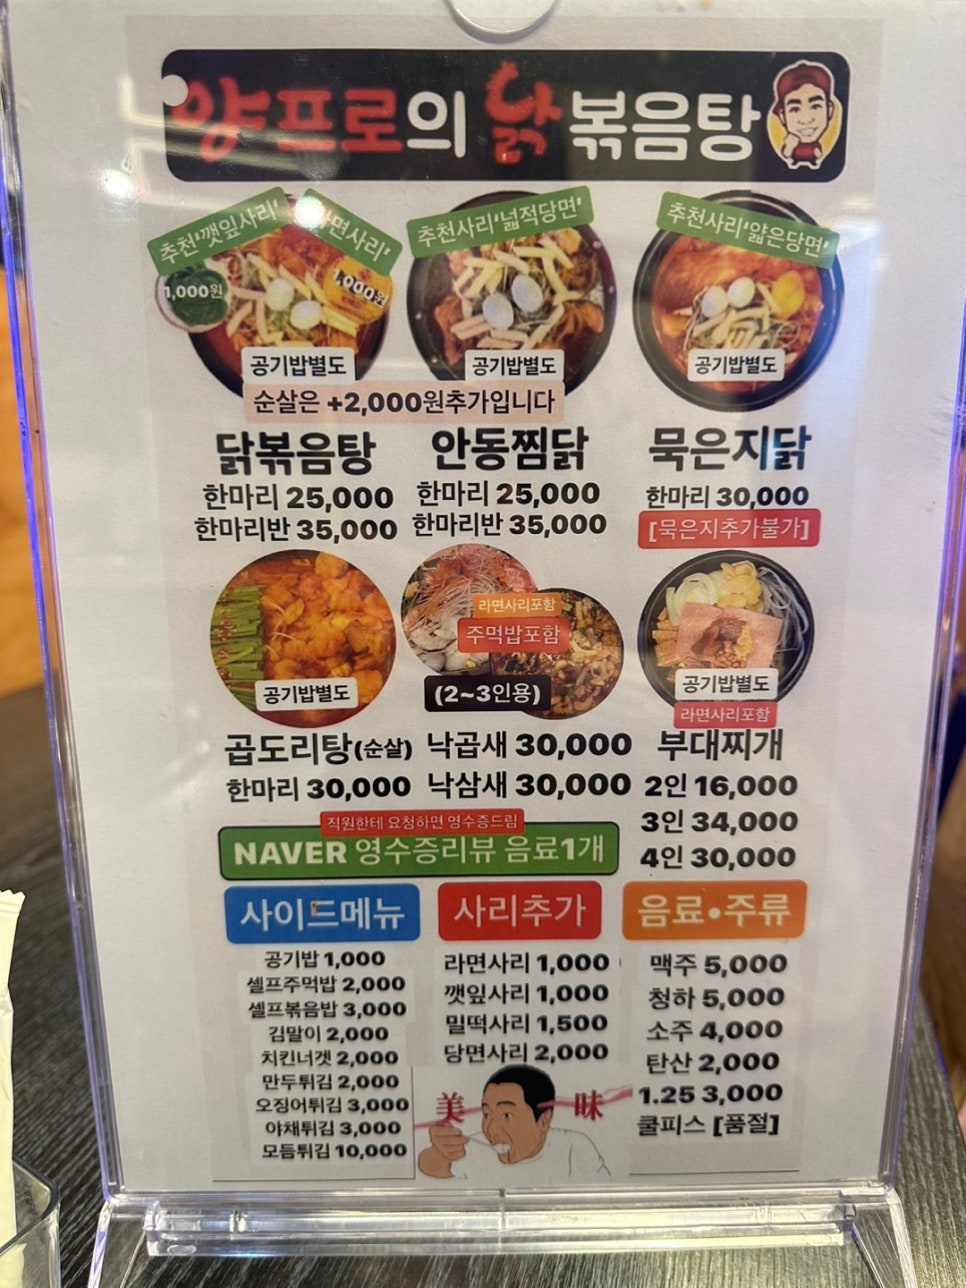 양프로의 닭볶음탕
추천'깻잎사리'
라면사리'
추천사리'넓적당면'
추천사리'얇은당면'
1,000원
1,000원
공기밥별도
공기밥별도
공기밥별도
순살은 +2,000원추가입니다
닭볶음탕
한마리 25,000
한마리반 35,000
안동찜닭
한마리 25,000
한마리반 35,000
묵은지닭
한마리 30,000
[묵은지추가불가]
공기밥별도
라면사리포함
주먹밥포함
(2~3인용)
공기밥별도
라면사리포함
곱도리탕(순살)
한마리 30,000
낙곱새 30,000
낙삼새 30,000
부대찌개
2인 16,000
3인 34,000
4인 30,000
직원한테 요청하면 영수증드림
NAVER 영수증리뷰 음료1개
사이드메뉴
공기밥 1,000
셀프주먹밥 2,000
셀프볶음밥 3,000
김말이 2,000
치킨너겟 2,000
만두튀김 2,000
오징어튀김 3,000
야채튀김 3,000
모듬튀김 10,000
사리추가
라면사리 1,000
깻잎사리 1,000
밀떡사리 1,500
당면사리 2,000
美味
음료•주류
맥주 5,000
청하 5,000
소주 4,000
탄산 2,000
1.25 3,000
쿨피스 [품절]